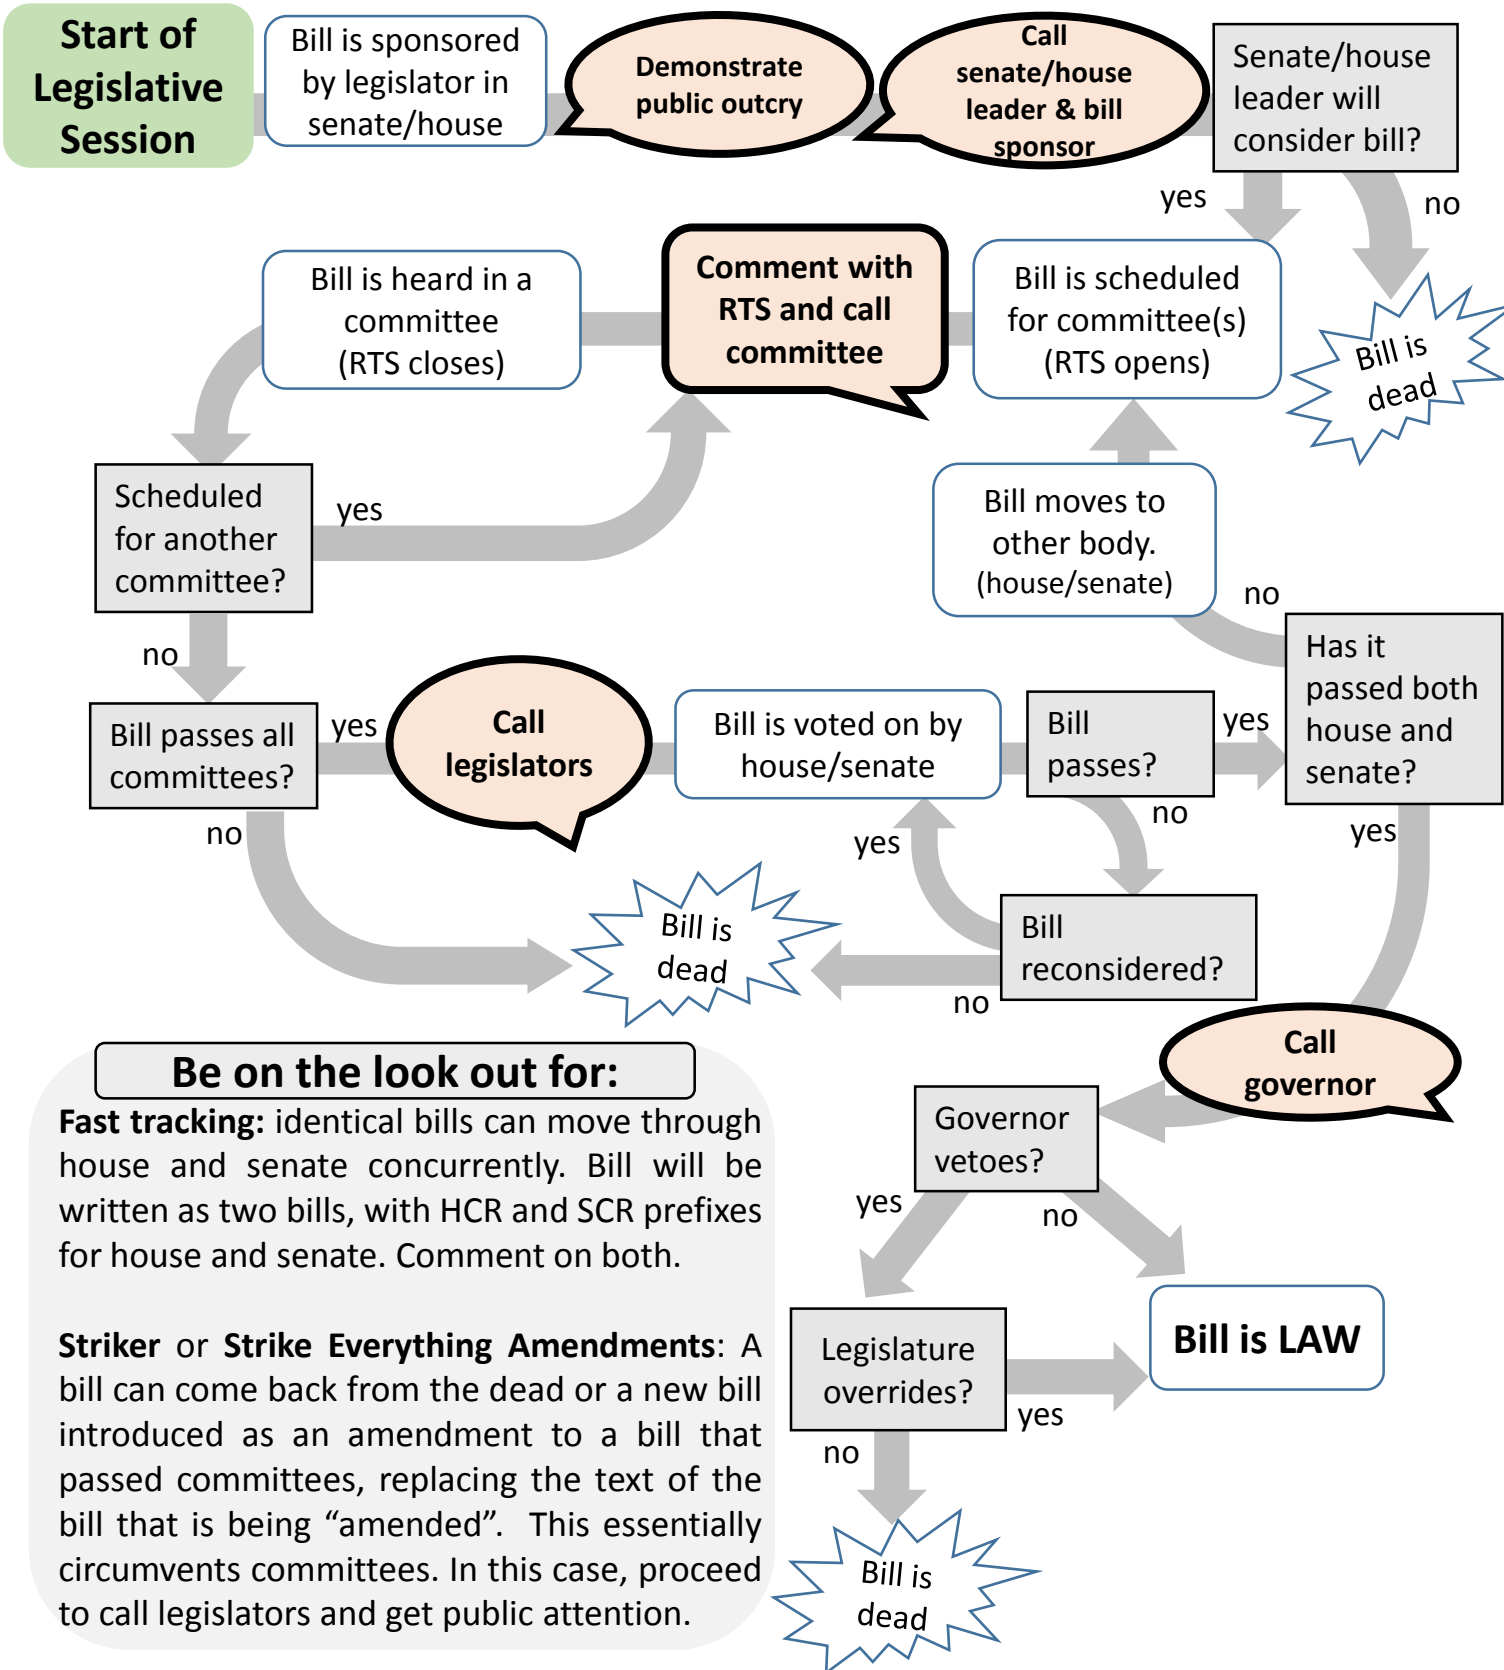 Start of
Legislative
Session
Bill is sponsored
by legislator in
senate/house
Demonstrate
public outcry
Call
senate/house
leader & bill
sponsor
Senate/house
leader will
consider bill?
yes
no
Bill is heard in a
committee
(RTS closes)
Comment with
RTS and call
committee
Bill is scheduled
for committee(s)
(RTS opens)
Bill is
dead
Scheduled
for another
committee?
yes
Bill moves to
other body.
(house/senate)
no
no
Has it
passed both
house and
senate?
Bill passes all
committees?
yes
Call
legislators
Bill is voted on by
house/senate
Bill
passes?
yes
no
no
yes
yes
Bill is
dead
Bill
reconsidered?
no
Call
governor
Be on the look out for:
Fast tracking: identical bills can move through
house and senate concurrently. Bill will be
written as two bills, with HCR and SCR prefixes
for house and senate. Comment on both.
Striker or Strike Everything Amendments: A
bill can come back from the dead or a new bill
introduced as an amendment to a bill that
passed committees, replacing the text of the
bill that is being “amended”. This essentially
circumvents committees. In this case, proceed
to call legislators and get public attention.
Governor
vetoes?
yes
no
Legislature
overrides?
yes
Bill is LAW
no
Bill is
dead